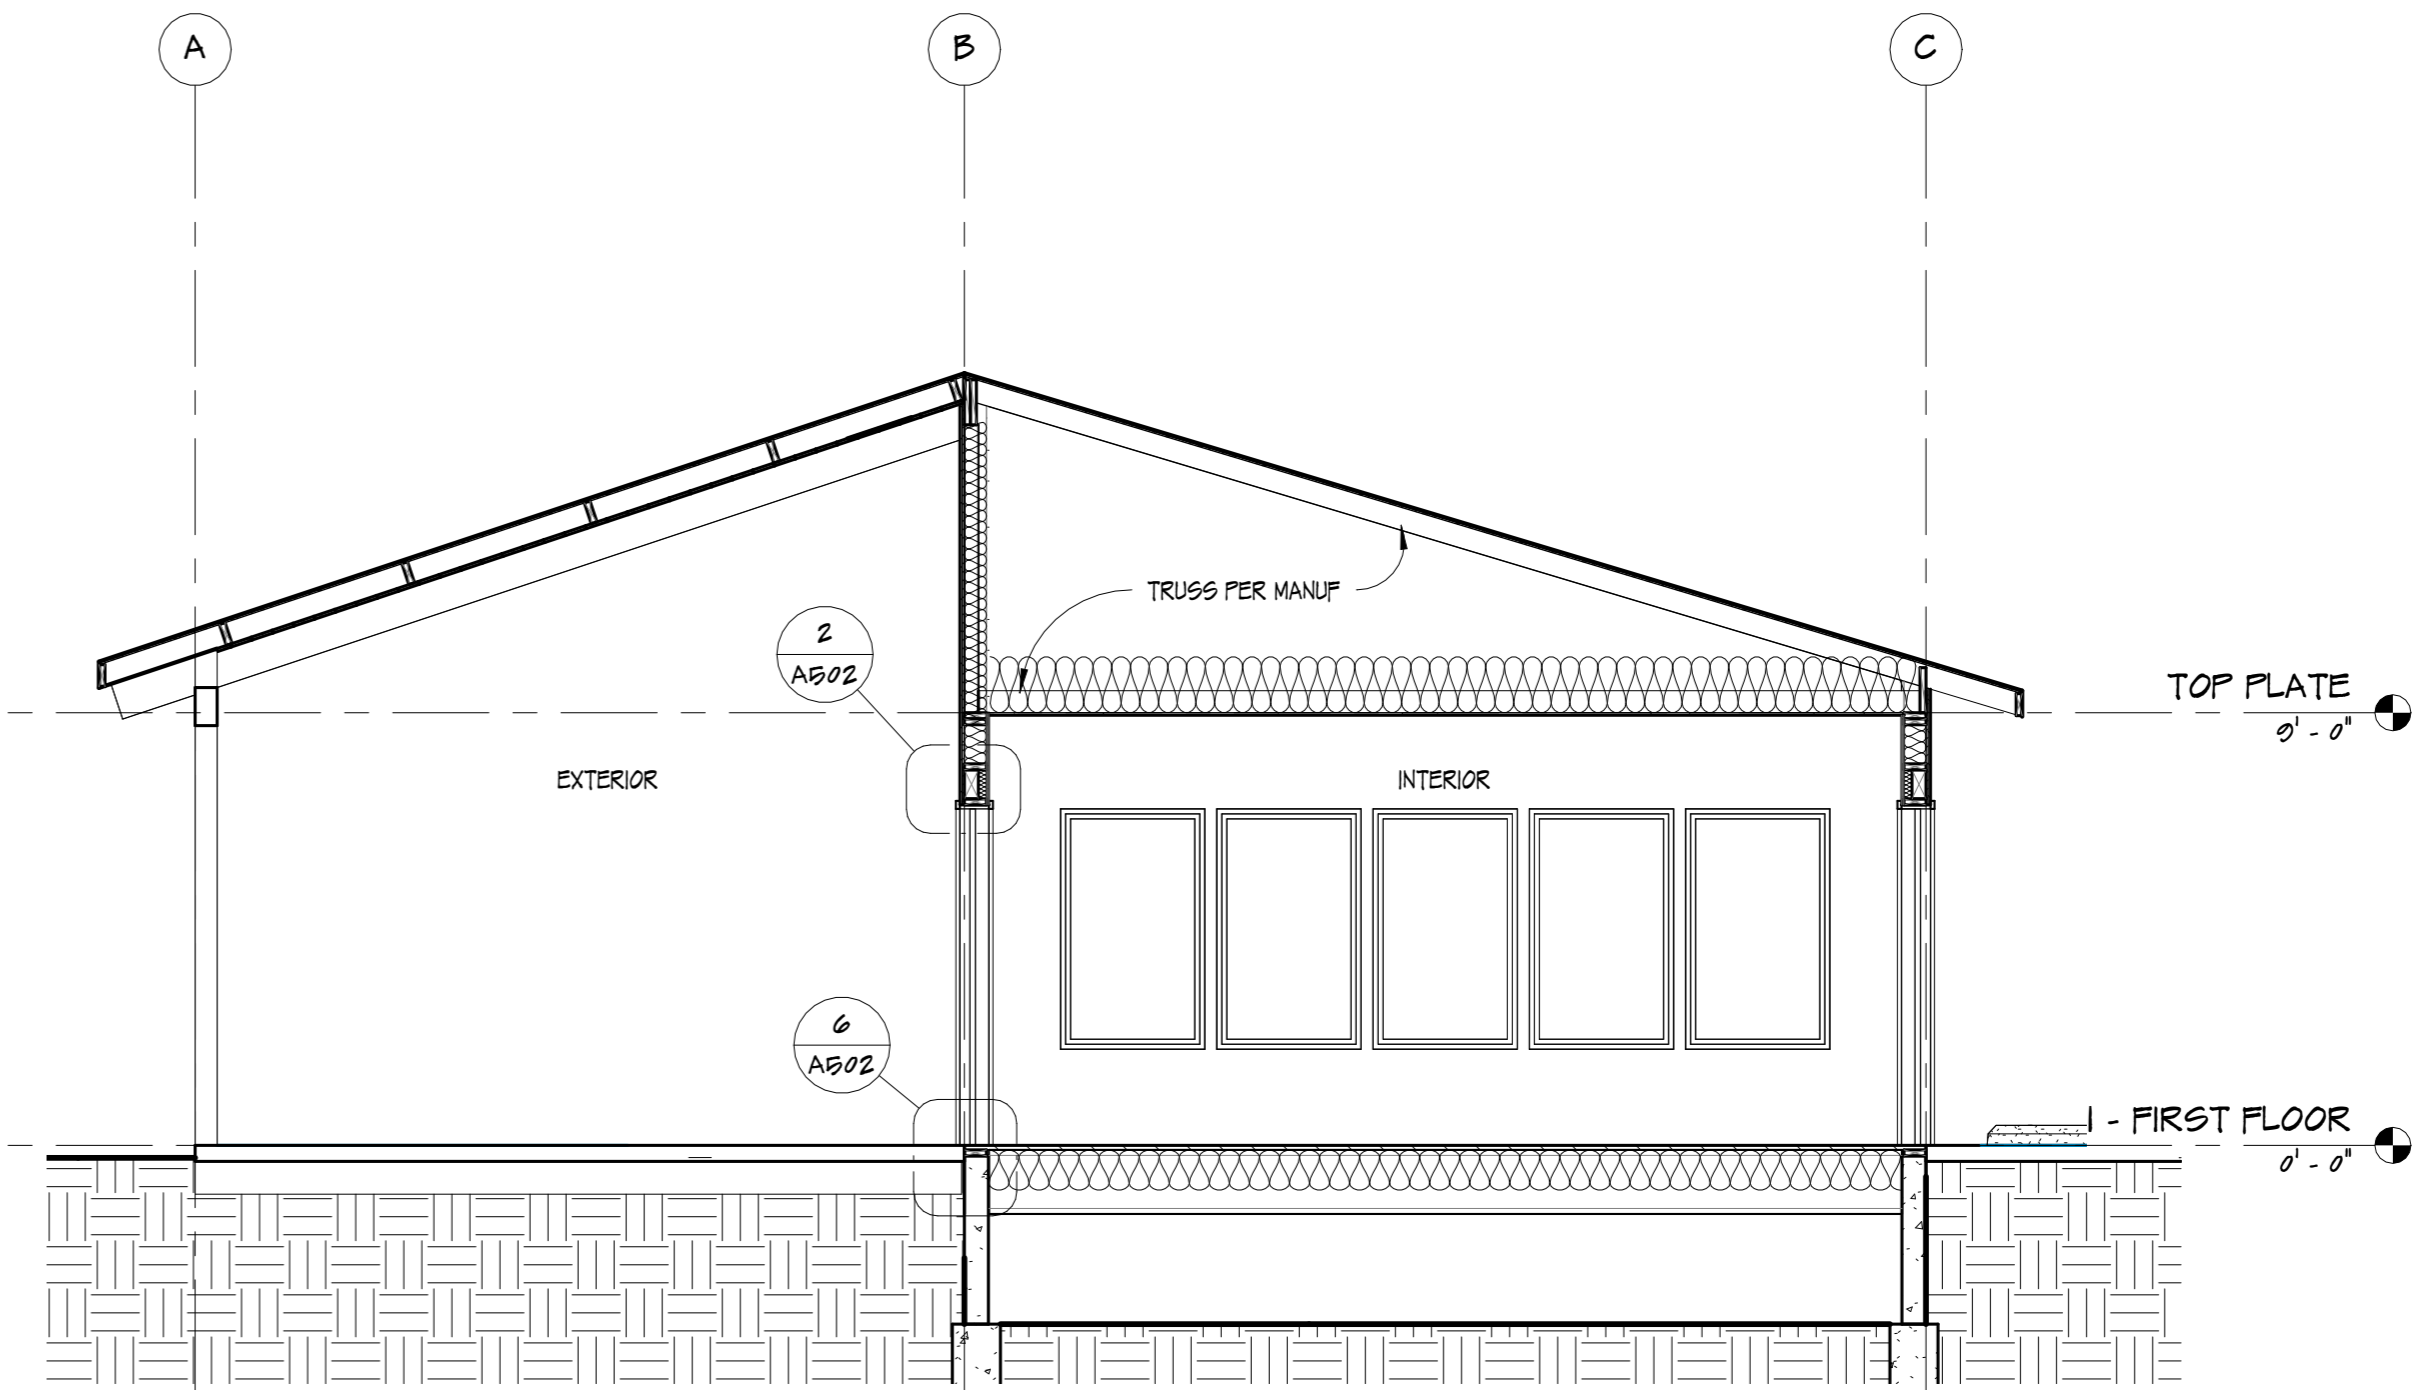 A
B
C
TRUSS PER MANUF
2
A502
TOP PLATE
9' - 0"
EXTERIOR
INTERIOR
6
A502
1 - FIRST FLOOR
0' - 0"